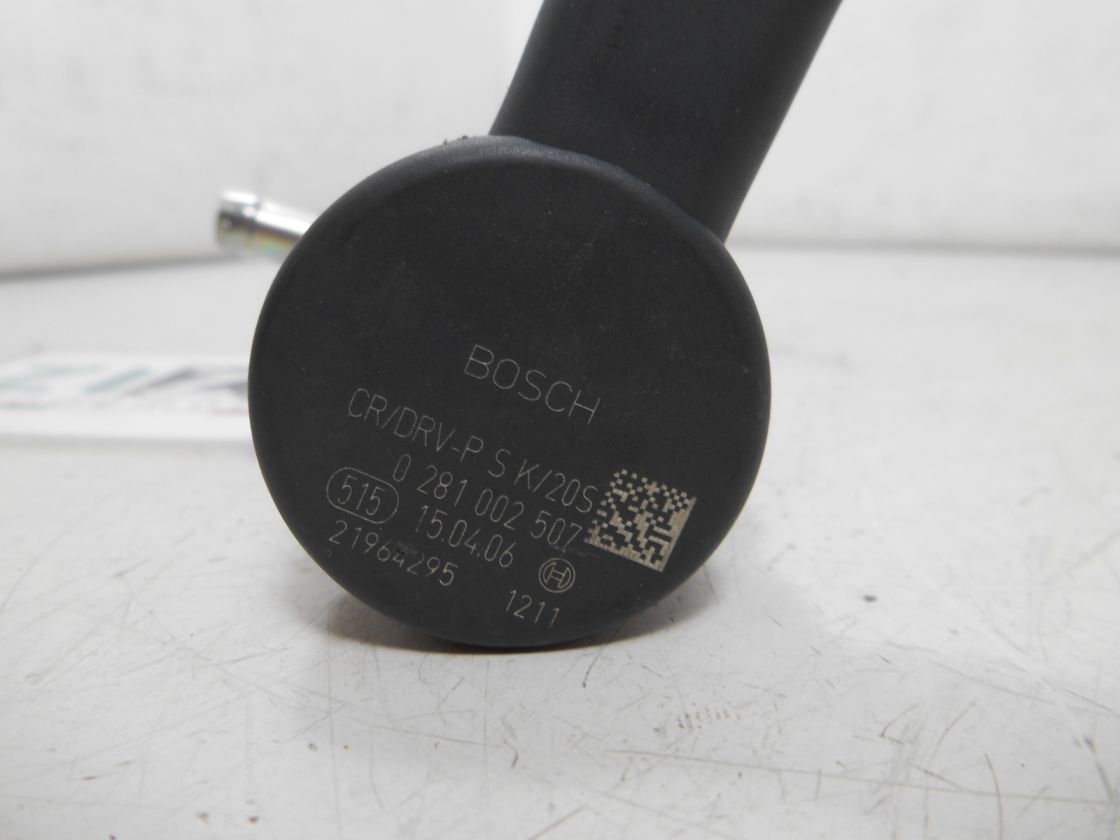 BOSCH
CR/DRV-P S K/20S
0 281 002 507
515 15.04.06
21964295
1211